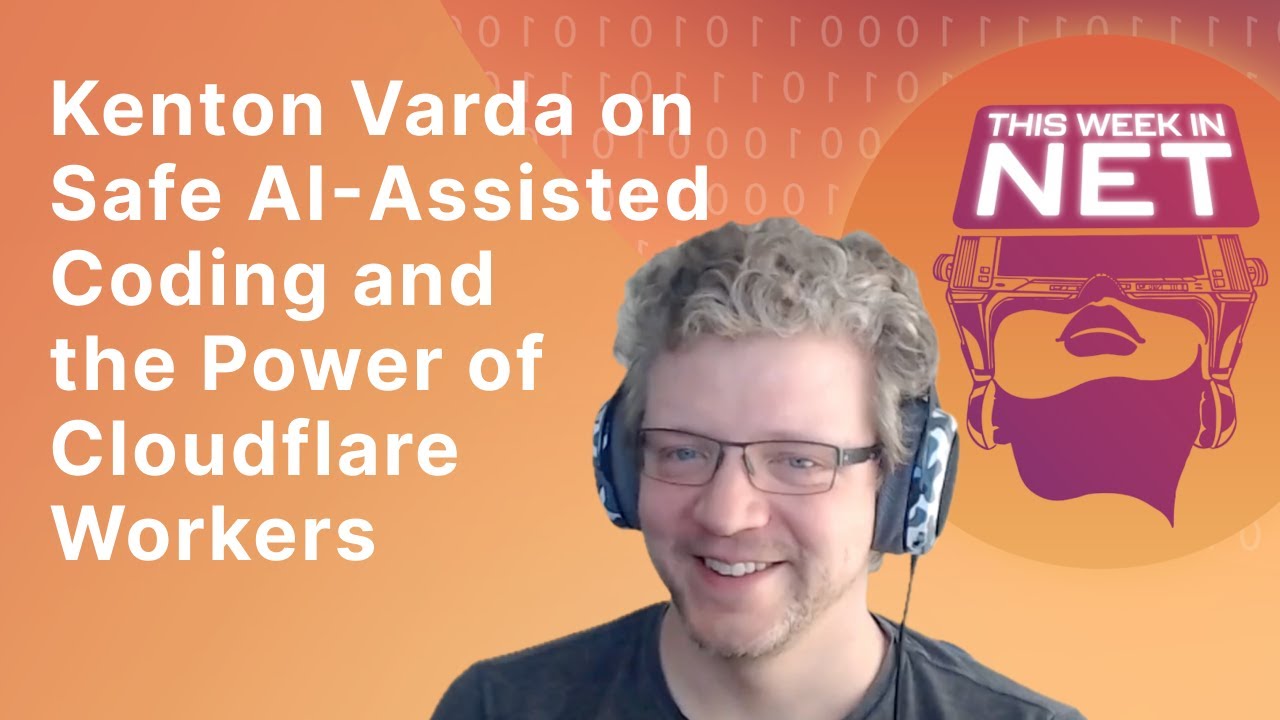 Kenton Varda on
Safe AI-Assisted
Coding and
the Power of
Cloudflare
Workers
THIS WEEK IN
NET